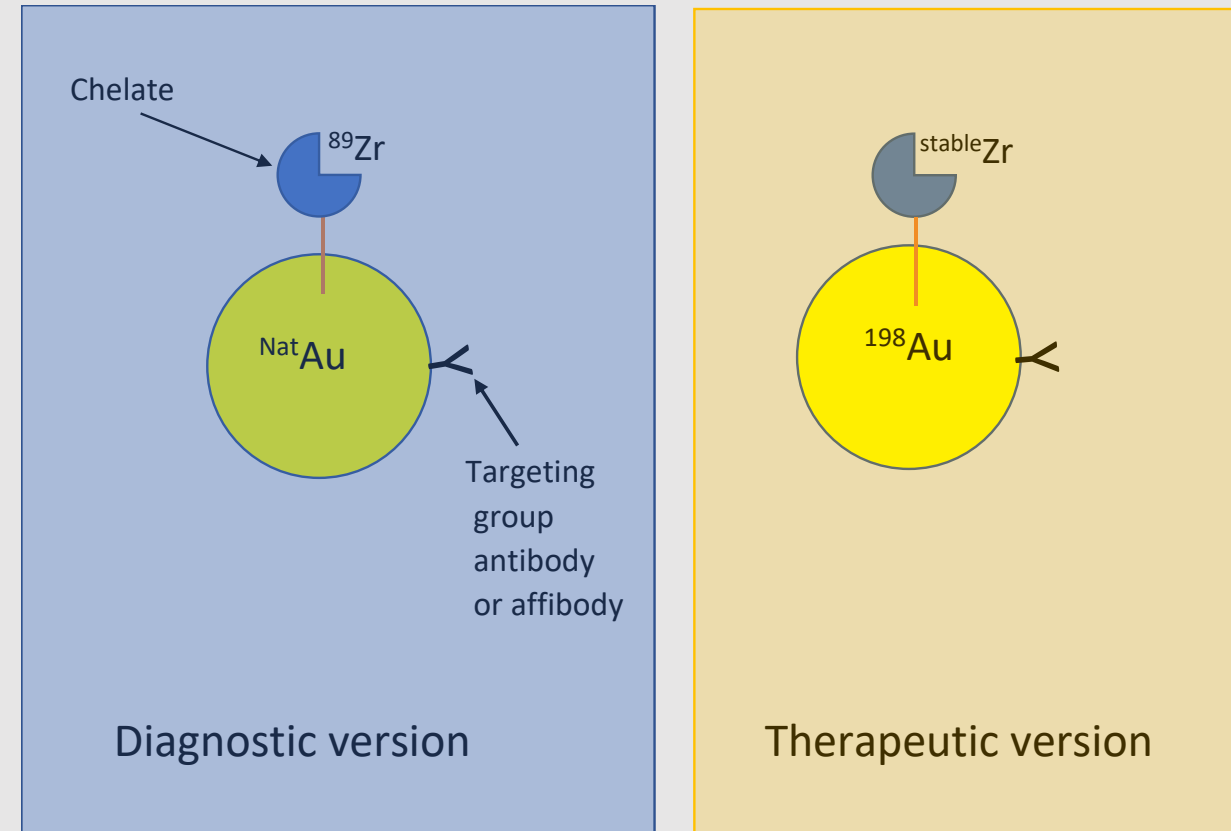 Chelate
⁸⁹Zr
ᴺᵃᵗAu
Targeting
group
antibody
or affibody
Diagnostic version
ˢᵗᵃᵇˡᵉZr
¹⁹⁸Au
Therapeutic version